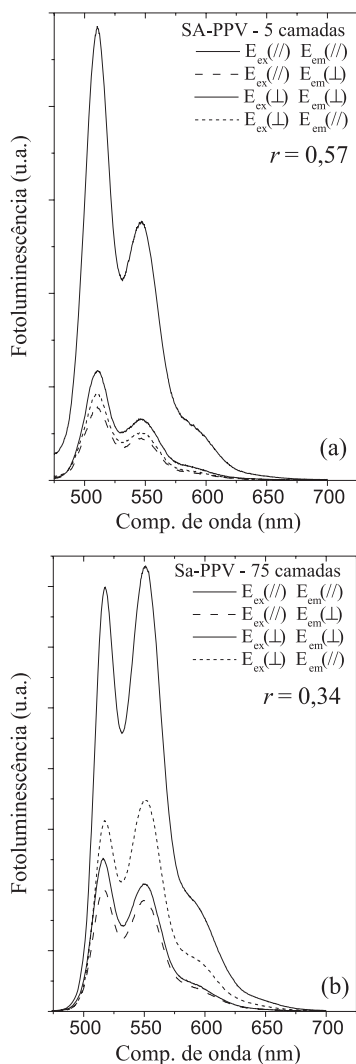 SA-PPV - 5 camadas
E_ex(//) E_em(//)
E_ex(//) E_em(⊥)
E_ex(⊥) E_em(⊥)
E_ex(⊥) E_em(//)
r = 0,57
Fotoluminescência (u.a.)
(a)
500 550 600 650 700
Comp. de onda (nm)
Sa-PPV - 75 camadas
E_ex(//) E_em(//)
E_ex(//) E_em(⊥)
E_ex(⊥) E_em(⊥)
E_ex(⊥) E_em(//)
r = 0,34
Fotoluminescência (u.a.)
(b)
500 550 600 650 700
Comp. de onda (nm)